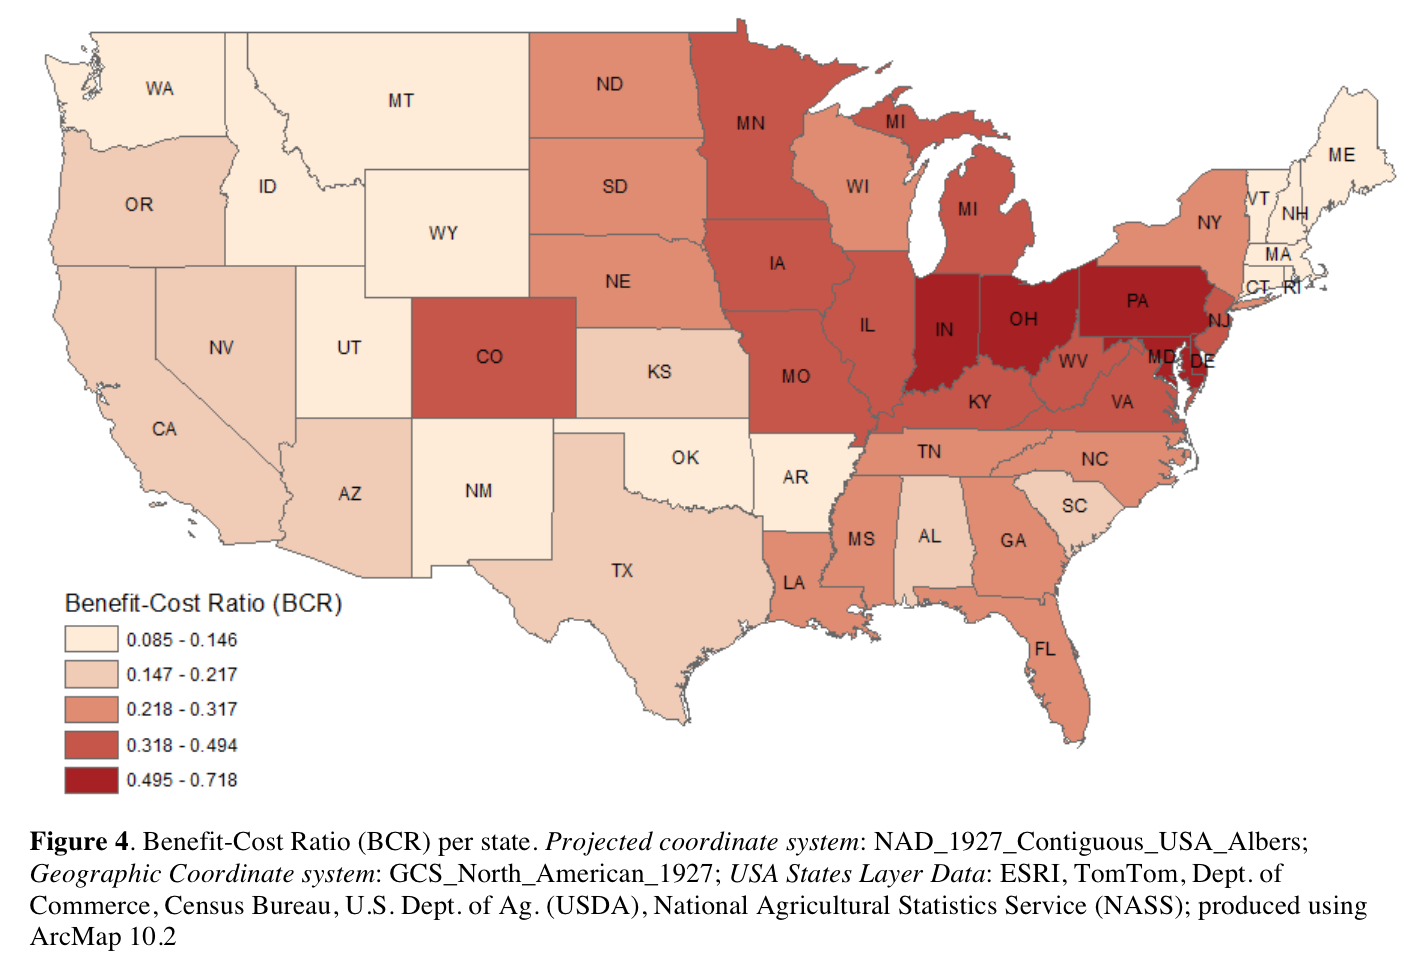 WA
MT
ND
MN
MI
ME
OR
ID
SD
WI
VT
NH
WY
MI
NY
MA
IA
NE
CT
RI
PA
NV
UT
CO
KS
MO
IL
IN
OH
NJ
WV
MD
DE
KY
VA
CA
AZ
NM
OK
AR
TN
NC
SC
TX
LA
MS
AL
GA
FL
Benefit-Cost Ratio (BCR)
0.085 - 0.146
0.147 - 0.217
0.218 - 0.317
0.318 - 0.494
0.495 - 0.718
Figure 4. Benefit-Cost Ratio (BCR) per state. Projected coordinate system: NAD_1927_Contiguous_USA_Albers;
Geographic Coordinate system: GCS_North_American_1927; USA States Layer Data: ESRI, TomTom, Dept. of
Commerce, Census Bureau, U.S. Dept. of Ag. (USDA), National Agricultural Statistics Service (NASS); produced using
ArcMap 10.2